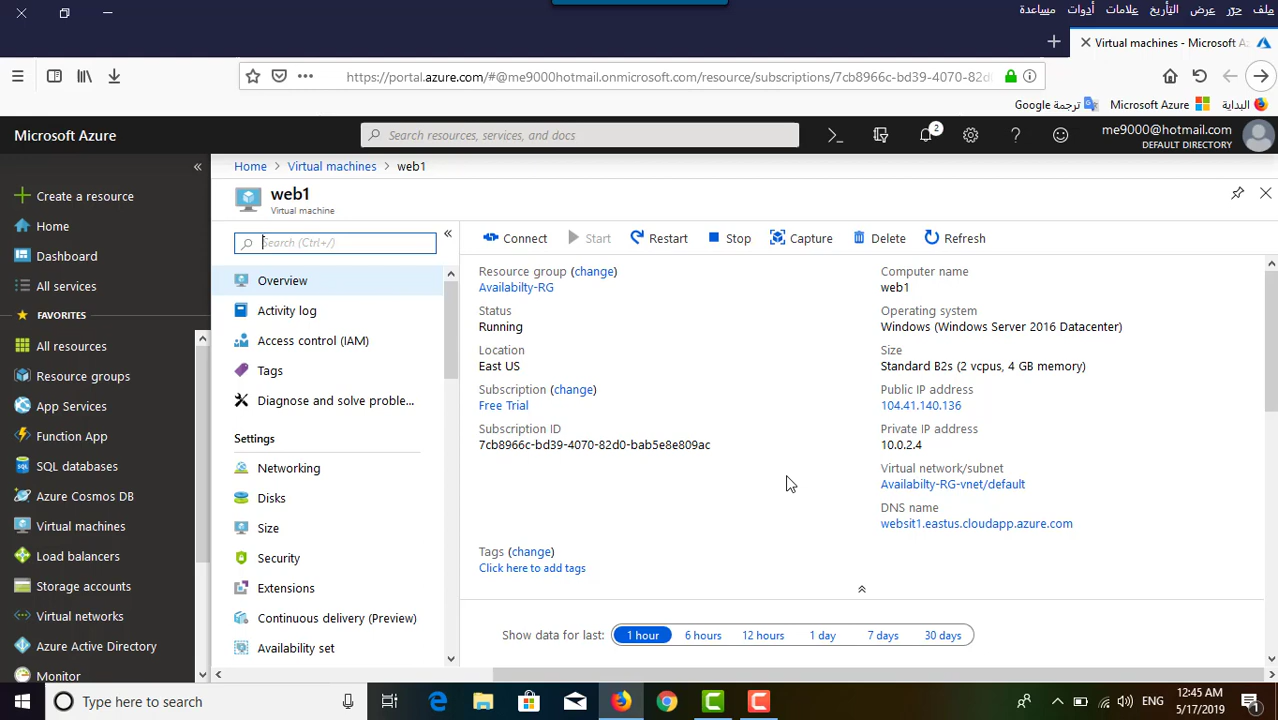 ملف حرّر عرض التأريخ علامات أدوات مساعدة
Virtual machines - Microsoft Az
https://portal.azure.com/#@me9000hotmail.onmicrosoft.com/resource/subscriptions/7cb8966c-bd39-4070-82d
البداية Microsoft Azure ترجمة Google
Microsoft Azure
Search resources, services, and docs
2
me9000@hotmail.com
DEFAULT DIRECTORY
Create a resource
Home
Dashboard
All services
FAVORITES
All resources
Resource groups
App Services
Function App
SQL databases
Azure Cosmos DB
Virtual machines
Load balancers
Storage accounts
Virtual networks
Azure Active Directory
Monitor
Home > Virtual machines > web1
web1
Virtual machine
Search (Ctrl+/)
Overview
Activity log
Access control (IAM)
Tags
Diagnose and solve proble...
Settings
Networking
Disks
Size
Security
Extensions
Continuous delivery (Preview)
Availability set
Connect Start Restart Stop Capture Delete Refresh
Resource group (change)
Availabilty-RG
Status
Running
Location
East US
Subscription (change)
Free Trial
Subscription ID
7cb8966c-bd39-4070-82d0-bab5e8e809ac
Computer name
web1
Operating system
Windows (Windows Server 2016 Datacenter)
Size
Standard B2s (2 vcpus, 4 GB memory)
Public IP address
104.41.140.136
Private IP address
10.0.2.4
Virtual network/subnet
Availabilty-RG-vnet/default
DNS name
websit1.eastus.cloudapp.azure.com
Tags (change)
Click here to add tags
Show data for last: 1 hour 6 hours 12 hours 1 day 7 days 30 days
Type here to search
ENG
12:45 AM
5/17/2019
1